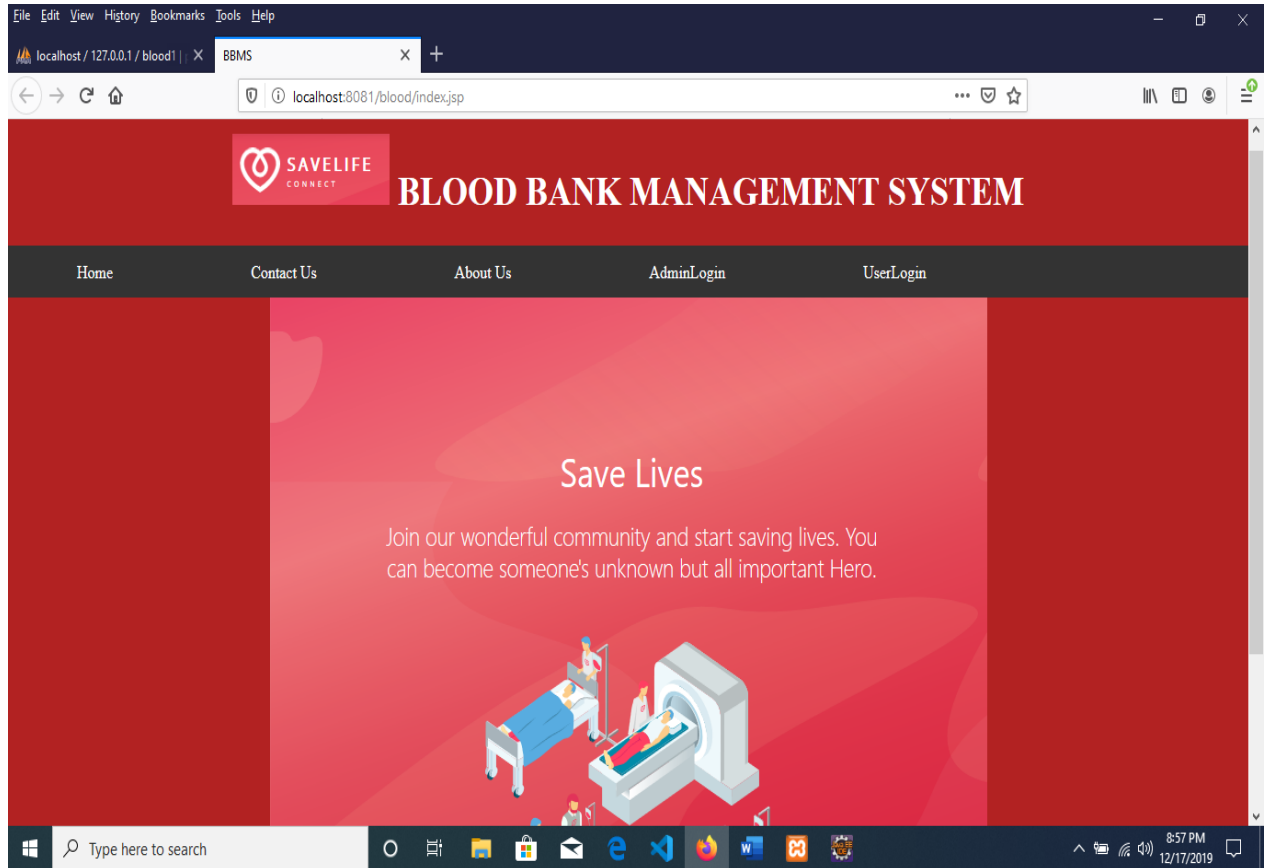 File Edit View History Bookmarks Tools Help
localhost / 127.0.0.1 / blood1 |
BBMS
localhost:8081/blood/index.jsp
SAVELIFE
CONNECT
BLOOD BANK MANAGEMENT SYSTEM
Home Contact Us About Us AdminLogin UserLogin
Save Lives
Join our wonderful community and start saving lives. You
can become someone's unknown but all important Hero.
Type here to search
8:57 PM
12/17/2019